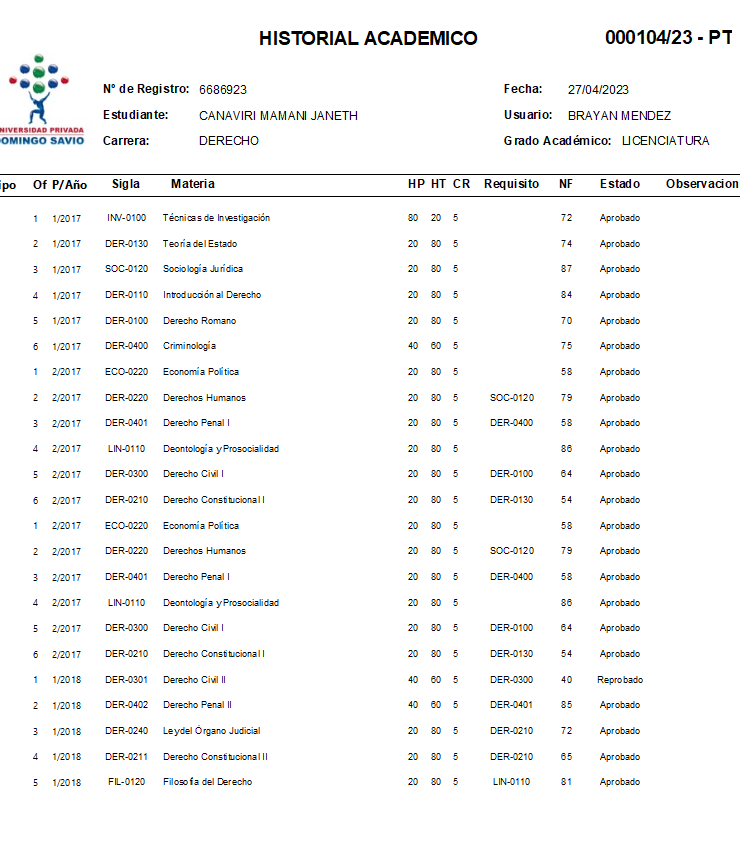 HISTORIAL ACADEMICO
000104/23 - PT
Nº de Registro: 6686923 Fecha: 27/04/2023
Estudiante: CANAVIRI MAMANI JANETH Usuario: BRAYAN MENDEZ
Carrera: DERECHO Grado Académico: LICENCIATURA
NIVERSIDAD PRIVADA
OMINGO SAVIO
ipo Of P/Año Sigla Materia HP HT CR Requisito NF Estado Observacion
1 1/2017 INV-0100 Técnicas de Investigación 80 20 5 72 Aprobado
2 1/2017 DER-0130 Teoría del Estado 20 80 5 74 Aprobado
3 1/2017 SOC-0120 Sociología Jurídica 20 80 5 87 Aprobado
4 1/2017 DER-0110 Introducción al Derecho 20 80 5 84 Aprobado
5 1/2017 DER-0100 Derecho Romano 20 80 5 70 Aprobado
6 1/2017 DER-0400 Criminología 40 60 5 75 Aprobado
1 2/2017 ECO-0220 Economía Política 20 80 5 58 Aprobado
2 2/2017 DER-0220 Derechos Humanos 20 80 5 SOC-0120 79 Aprobado
3 2/2017 DER-0401 Derecho Penal I 20 80 5 DER-0400 58 Aprobado
4 2/2017 LIN-0110 Deontología y Prosocialidad 20 80 5 86 Aprobado
5 2/2017 DER-0300 Derecho Civil I 20 80 5 DER-0100 64 Aprobado
6 2/2017 DER-0210 Derecho Constitucional I 20 80 5 DER-0130 54 Aprobado
1 2/2017 ECO-0220 Economía Política 20 80 5 58 Aprobado
2 2/2017 DER-0220 Derechos Humanos 20 80 5 SOC-0120 79 Aprobado
3 2/2017 DER-0401 Derecho Penal I 20 80 5 DER-0400 58 Aprobado
4 2/2017 LIN-0110 Deontología y Prosocialidad 20 80 5 86 Aprobado
5 2/2017 DER-0300 Derecho Civil I 20 80 5 DER-0100 64 Aprobado
6 2/2017 DER-0210 Derecho Constitucional I 20 80 5 DER-0130 54 Aprobado
1 1/2018 DER-0301 Derecho Civil II 40 60 5 DER-0300 40 Reprobado
2 1/2018 DER-0402 Derecho Penal II 40 60 5 DER-0401 85 Aprobado
3 1/2018 DER-0240 Ley del Órgano Judicial 20 80 5 DER-0210 72 Aprobado
4 1/2018 DER-0211 Derecho Constitucional II 20 80 5 DER-0210 65 Aprobado
5 1/2018 FIL-0120 Filosofía del Derecho 20 80 5 LIN-0110 81 Aprobado